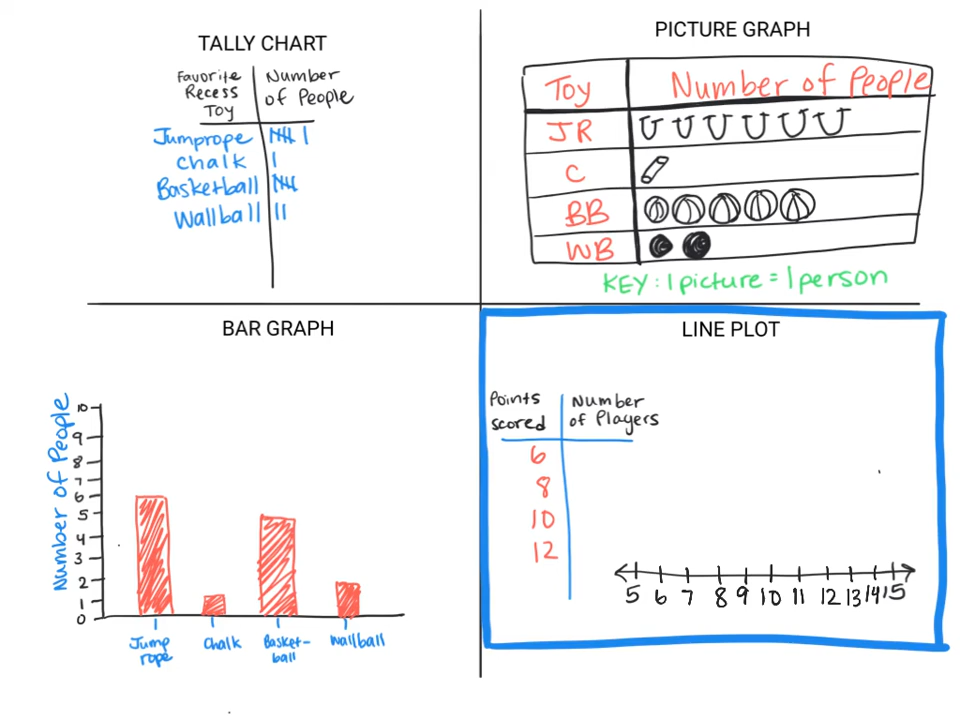 TALLY CHART
Favorite Recess Toy | Number of People
Jumprope | 𝍸 |
Chalk | |
Basketball | 𝍸
Wallball | ||
PICTURE GRAPH
Toy | Number of People
JR
C
BB
WB
KEY: 1 picture = 1 person
BAR GRAPH
Number of People
10
9
8
7
6
5
4
3
2
1
0
Jump rope
Chalk
Basket-ball
Wallball
LINE PLOT
Points scored | Number of Players
6
8
10
12
5 6 7 8 9 10 11 12 13 14 15